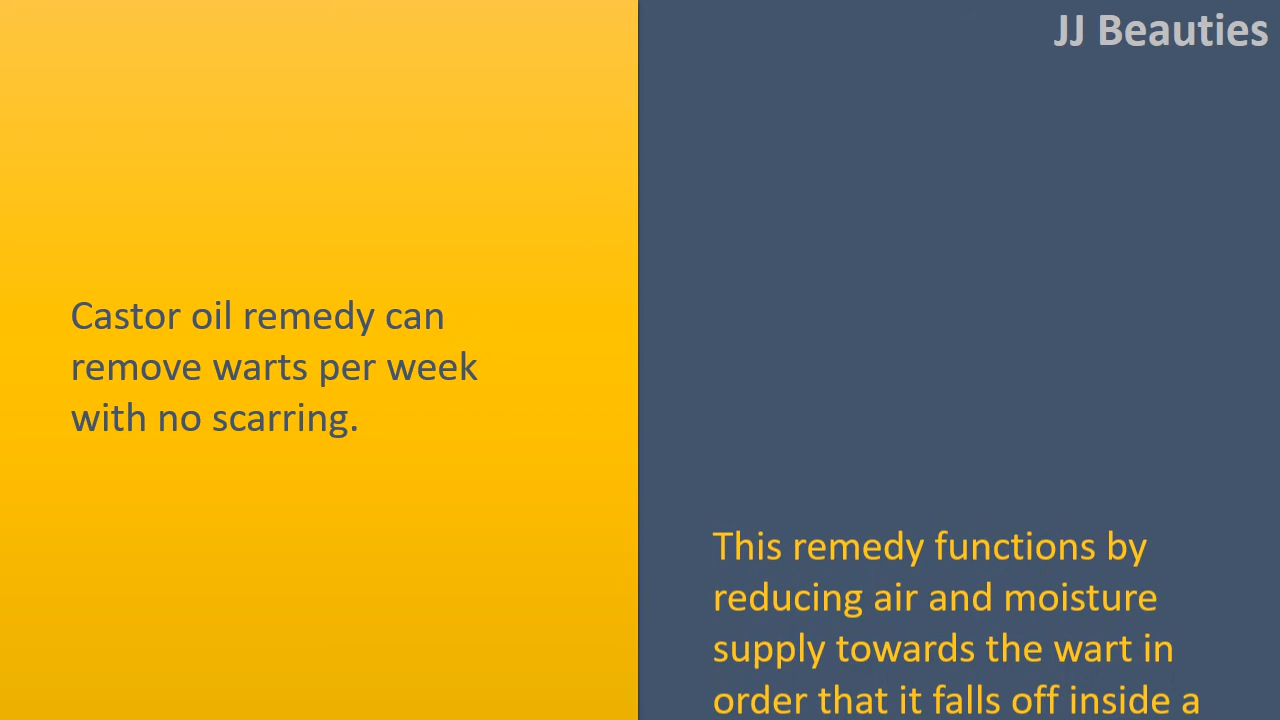 JJ Beauties
Castor oil remedy can
remove warts per week
with no scarring.
This remedy functions by
reducing air and moisture
supply towards the wart in
order that it falls off inside a